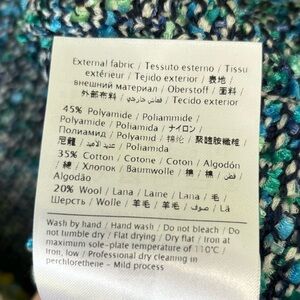 External fabric / Tessuto esterno / Tissu
extérieur / Tejido exterior / 表地 /
внешний материал / Oberstoff / 面料 /
外部布料 / قماش خارجي / Tecido exterior
45% Polyamide / Poliammide /
Polyamide / Poliamida / ナイロン /
Полиамид / Polyamid / 锦纶 / 聚醯胺纖維 /
尼龍 / / Poliamida
35% Cotton / Cotone / Coton / Algodón
/ 綿 / Хлопок / Baumwolle / 棉 / 棉 / قطن /
Algodão
20% Wool / Lana / Laine / Lana / 毛 /
Шерсть / Wolle / 羊毛 / 羊毛 / صوف / Lã
Wash by hand / Hand wash / Do not bleach / Do
not tumble dry / Flat drying / Dry flat / Iron at
maximum sole-plate temperature of 110°C /
Iron, low / Professional dry cleaning in
perchlorethene - Mild process